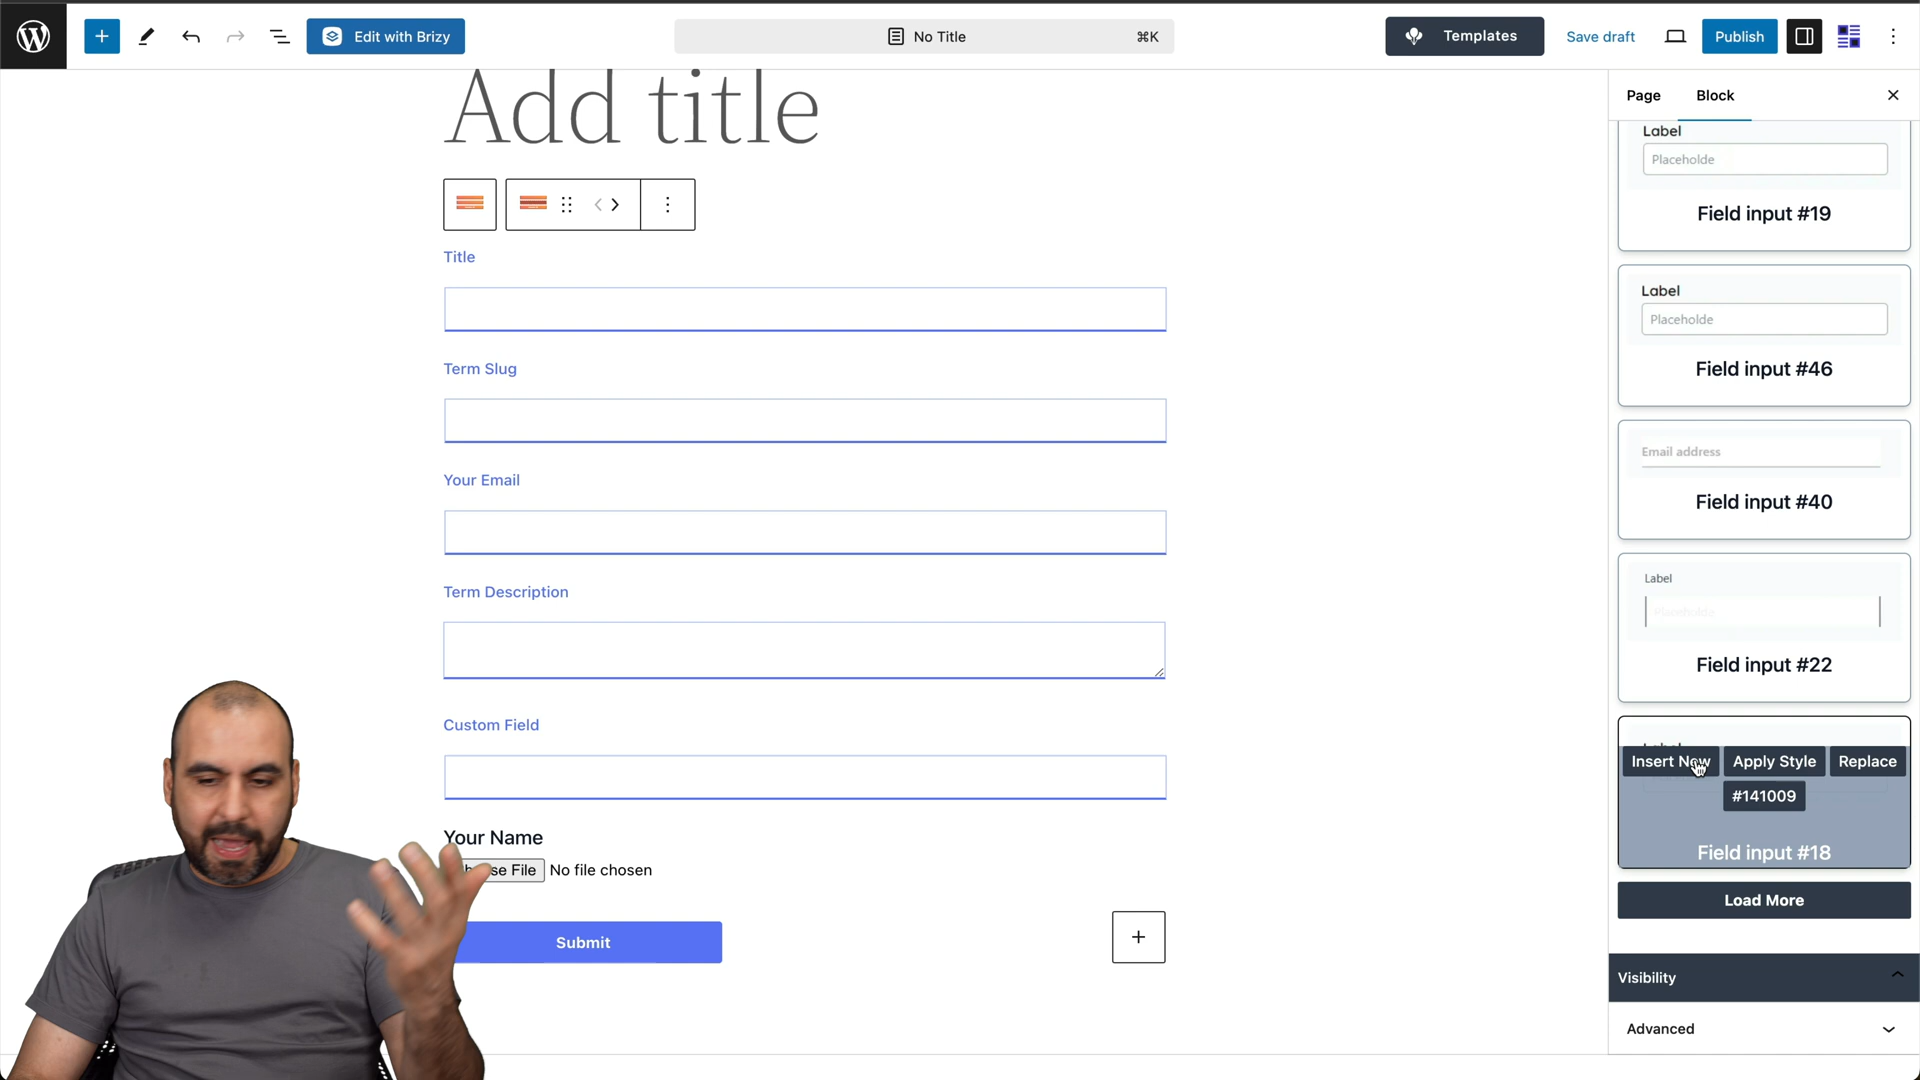 Edit with Brizy
No Title
⌘K
Templates
Save draft
Publish
Add title
Title
Term Slug
Your Email
Term Description
Custom Field
Your Name
se File No file chosen
Submit
Page
Block
Label
Placeholde
Field input #19
Label
Placeholde
Field input #46
Email address
Field input #40
Label
Placeholde
Field input #22
Insert New
Apply Style
Replace
#141009
Field input #18
Load More
Visibility
Advanced